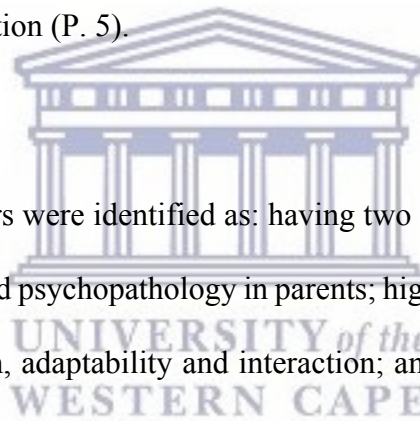 tion (P. 5).
rs were identified as: having two
d psychopathology in parents; hig
UNIVERSITY of the
n, adaptability and interaction; an
WESTERN CAPE